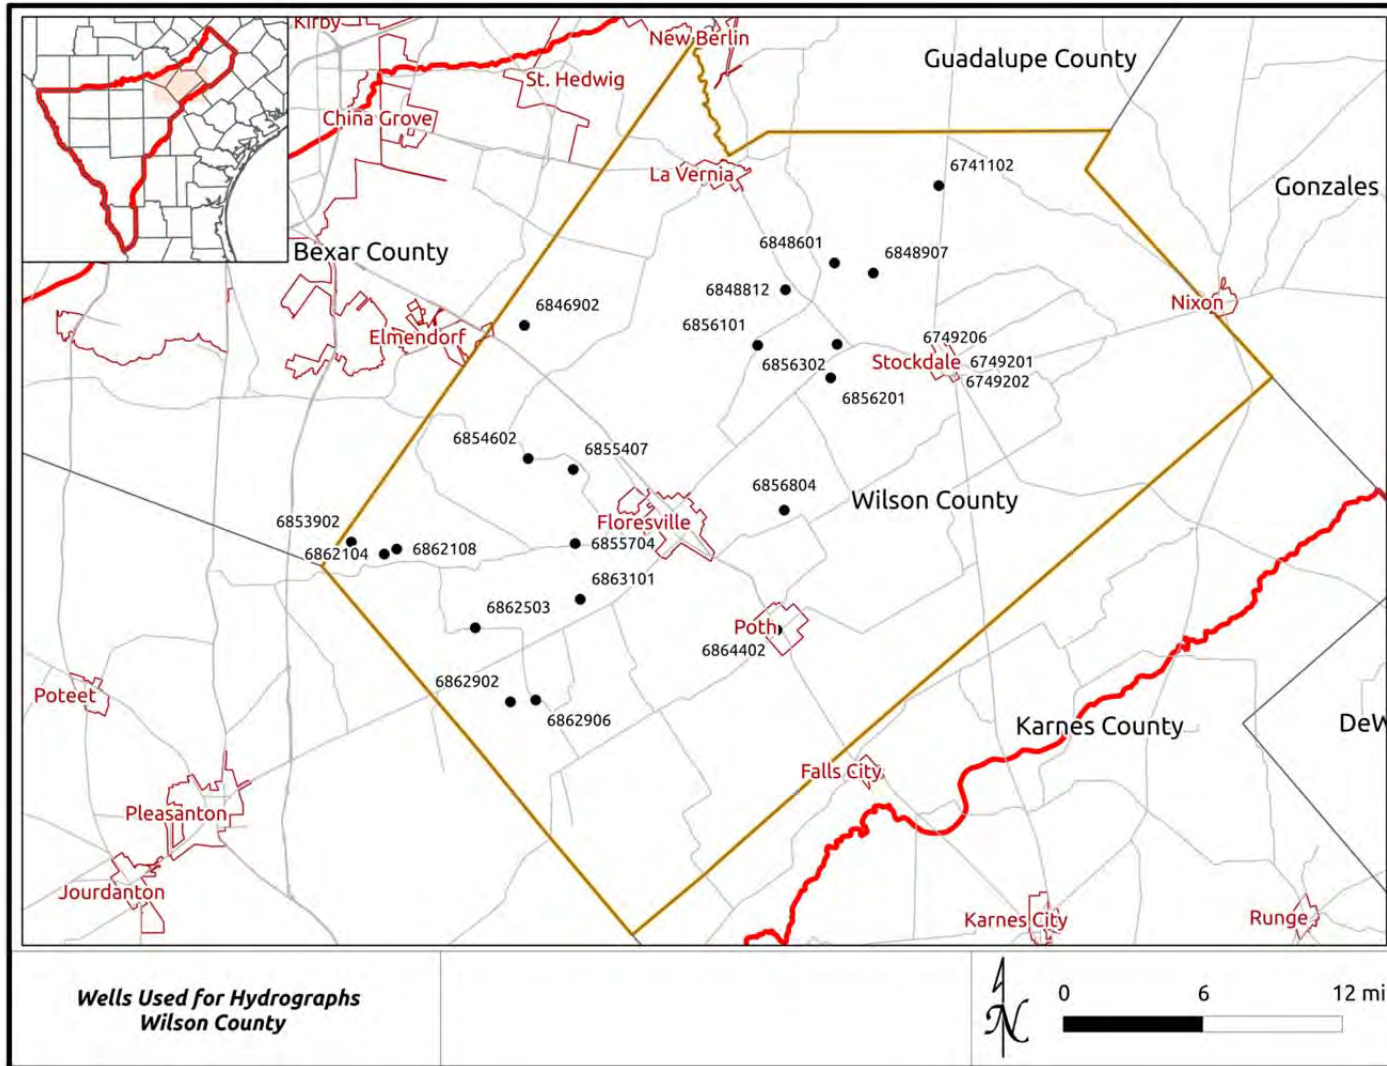 Kirby
New Berlin
Guadalupe County
St. Hedwig
China Grove
La Vernia
6741102
Gonzales
Bexar County
6848601
6848907
6848812
6846902
Nixon
6856101
Elmendorf
6749206
6856302
Stockdale
6749201
6749202
6856201
6854602
6855407
6856804
Wilson County
Floresville
6853902
6862104
6862108
6855704
6863101
6862503
Poth
6864402
6862902
Poteet
6862906
Karnes County
DeW
Falls City
Pleasanton
Jourdanton
Karnes City
Runge
Wells Used for Hydrographs
Wilson County
N
0 6 12 mi